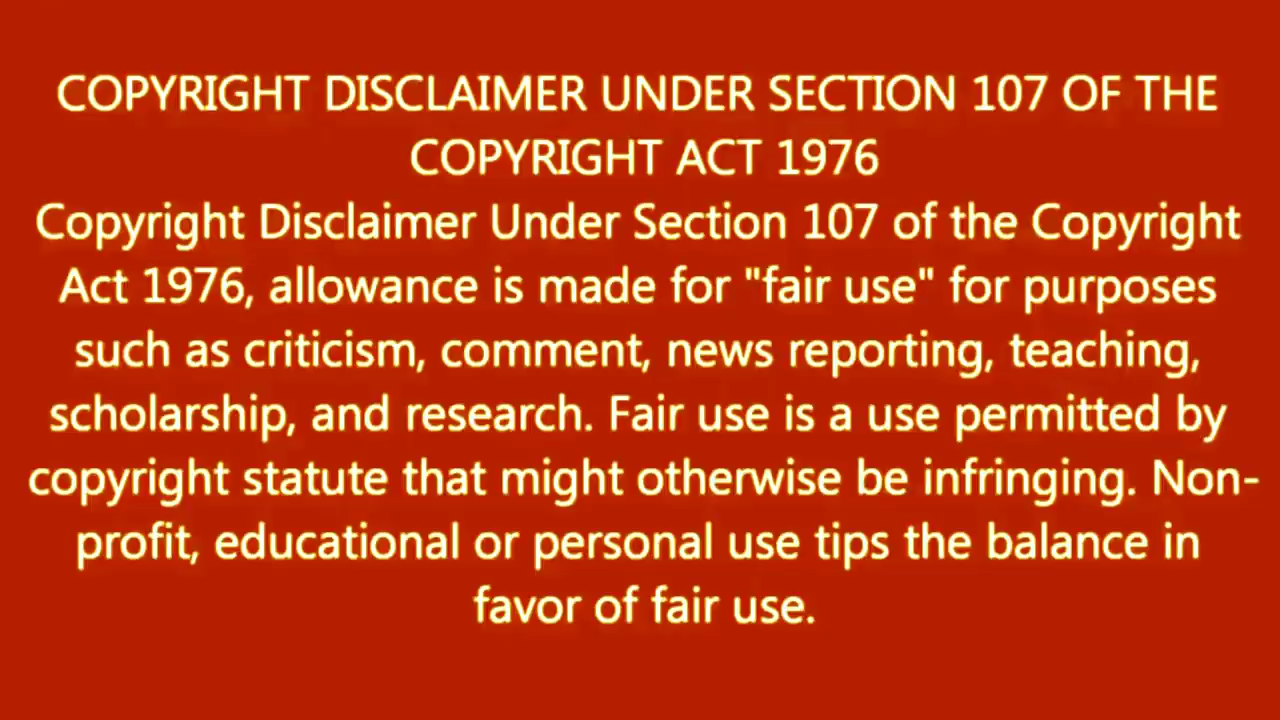 COPYRIGHT DISCLAIMER UNDER SECTION 107 OF THE
COPYRIGHT ACT 1976
Copyright Disclaimer Under Section 107 of the Copyright
Act 1976, allowance is made for "fair use" for purposes
such as criticism, comment, news reporting, teaching,
scholarship, and research. Fair use is a use permitted by
copyright statute that might otherwise be infringing. Non-
profit, educational or personal use tips the balance in
favor of fair use.